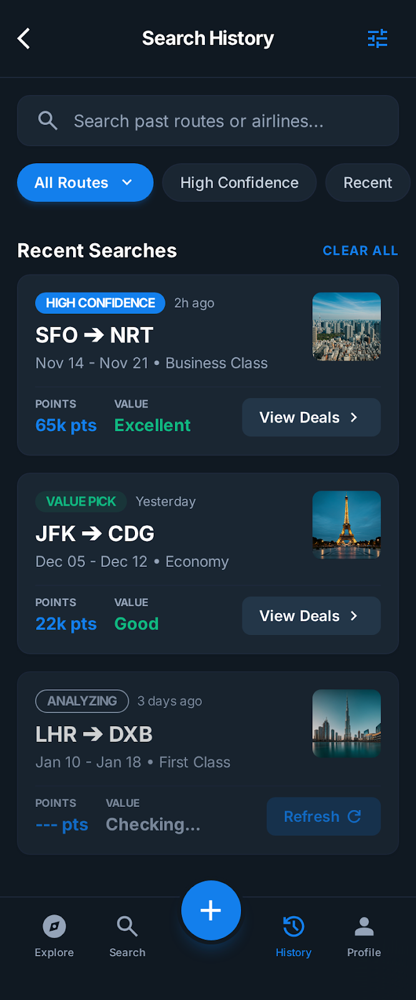 Search History
Search past routes or airlines...
All Routes
High Confidence
Recent
Recent Searches
CLEAR ALL
HIGH CONFIDENCE 2h ago
SFO ➔ NRT
Nov 14 - Nov 21 • Business Class
POINTS VALUE
65k pts Excellent
View Deals
VALUE PICK Yesterday
JFK ➔ CDG
Dec 05 - Dec 12 • Economy
POINTS VALUE
22k pts Good
View Deals
ANALYZING 3 days ago
LHR ➔ DXB
Jan 10 - Jan 18 • First Class
POINTS VALUE
--- pts Checking...
Refresh
Explore
Search
History
Profile